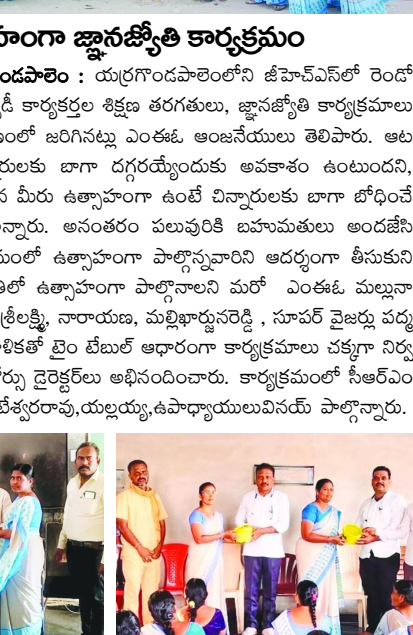 హంగా జ్ఞానజ్యోతి కార్యక్రమం
ండపాలెం : యర్రగొండపాలెంలోని జీహెచ్ఎస్‌లో రెండో
డీ కార్యకర్తల శిక్షణ తరగతులు, జ్ఞానజ్యోతి కార్యక్రమాలు
ణంలో జరిగినట్లు ఎంఈఓ ఆంజనేయులు తెలిపారు. ఆట
రులకు బాగా దగ్గరయ్యేందుకు అవకాశం ఉంటుందని,
న మీరు ఉత్సాహంగా ఉంటే చిన్నారులకు బాగా బోధించే
న్నారు. అనంతరం పలువురికి బహుమతులు అందజేసి
మంలో ఉత్సాహంగా పాల్గొన్నవారిని ఆదర్శంగా తీసుకుని
తిలో ఉత్సాహంగా పాల్గొనాలని మరో ఎంఈఓ మల్లునా
శ్రీలక్ష్మి, నారాయణ, మల్లిఖార్జునరెడ్డి , సూపర్ వైజర్లు పద్మ
ళికతో టైం టేబుల్ ఆధారంగా కార్యక్రమాలు చక్కగా నిర్వ
ర్సు డైరెక్టర్‌లు అభినందించారు. కార్యక్రమంలో సీఆర్ఎం
టేశ్వరరావు,యల్లయ్య,ఉపాధ్యాయులువినయ్ పాల్గొన్నారు.